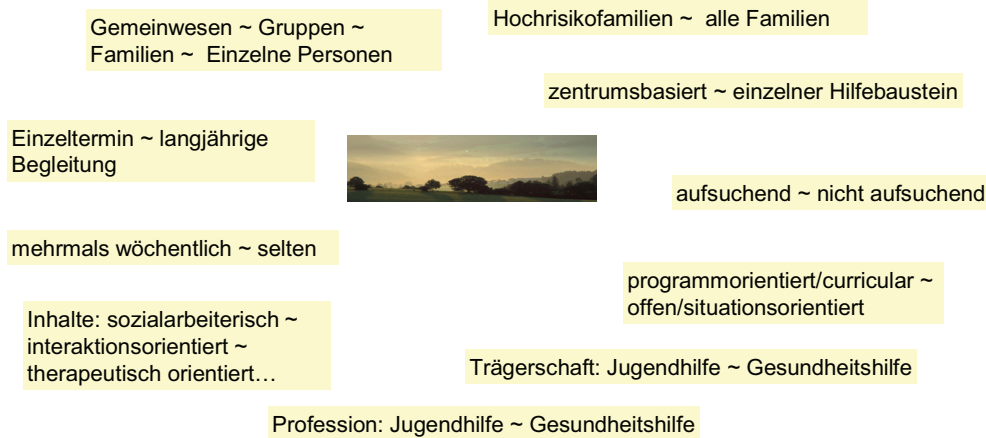 Gemeinwesen ~ Gruppen ~
Familien ~ Einzelne Personen
Hochrisikofamilien ~ alle Familien
zentrumsbasiert ~ einzelner Hilfebaustein
Einzeltermin ~ langjährige
Begleitung
aufsuchend ~ nicht aufsuchend
mehrmals wöchentlich ~ selten
programmorientiert/curricular ~
offen/situationsorientiert
Inhalte: sozialarbeiterisch ~
interaktionsorientiert ~
therapeutisch orientiert…
Trägerschaft: Jugendhilfe ~ Gesundheitshilfe
Profession: Jugendhilfe ~ Gesundheitshilfe